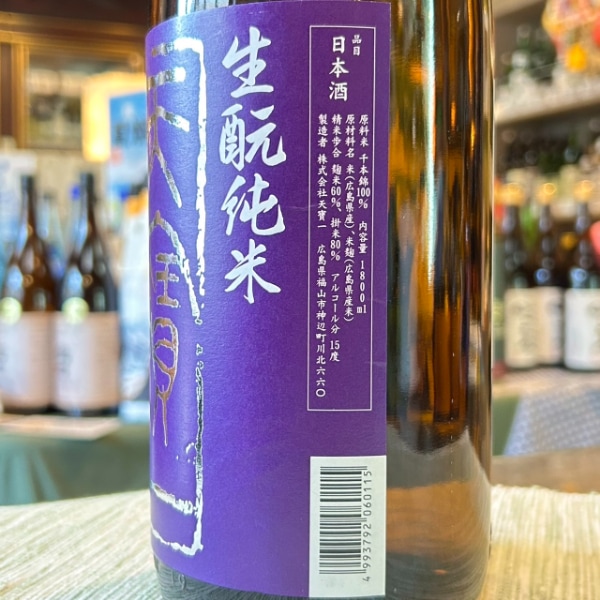 生酛純米
品目
日本酒
原料米 千本錦100% 内容量 1800ml
原材料名 米(広島県産)、米麹(広島県産米)
精米歩合 麹米60%、掛米80% アルコール分 15度
製造者 株式会社天寶一 広島県福山市神辺町川北六六〇
4993792060115